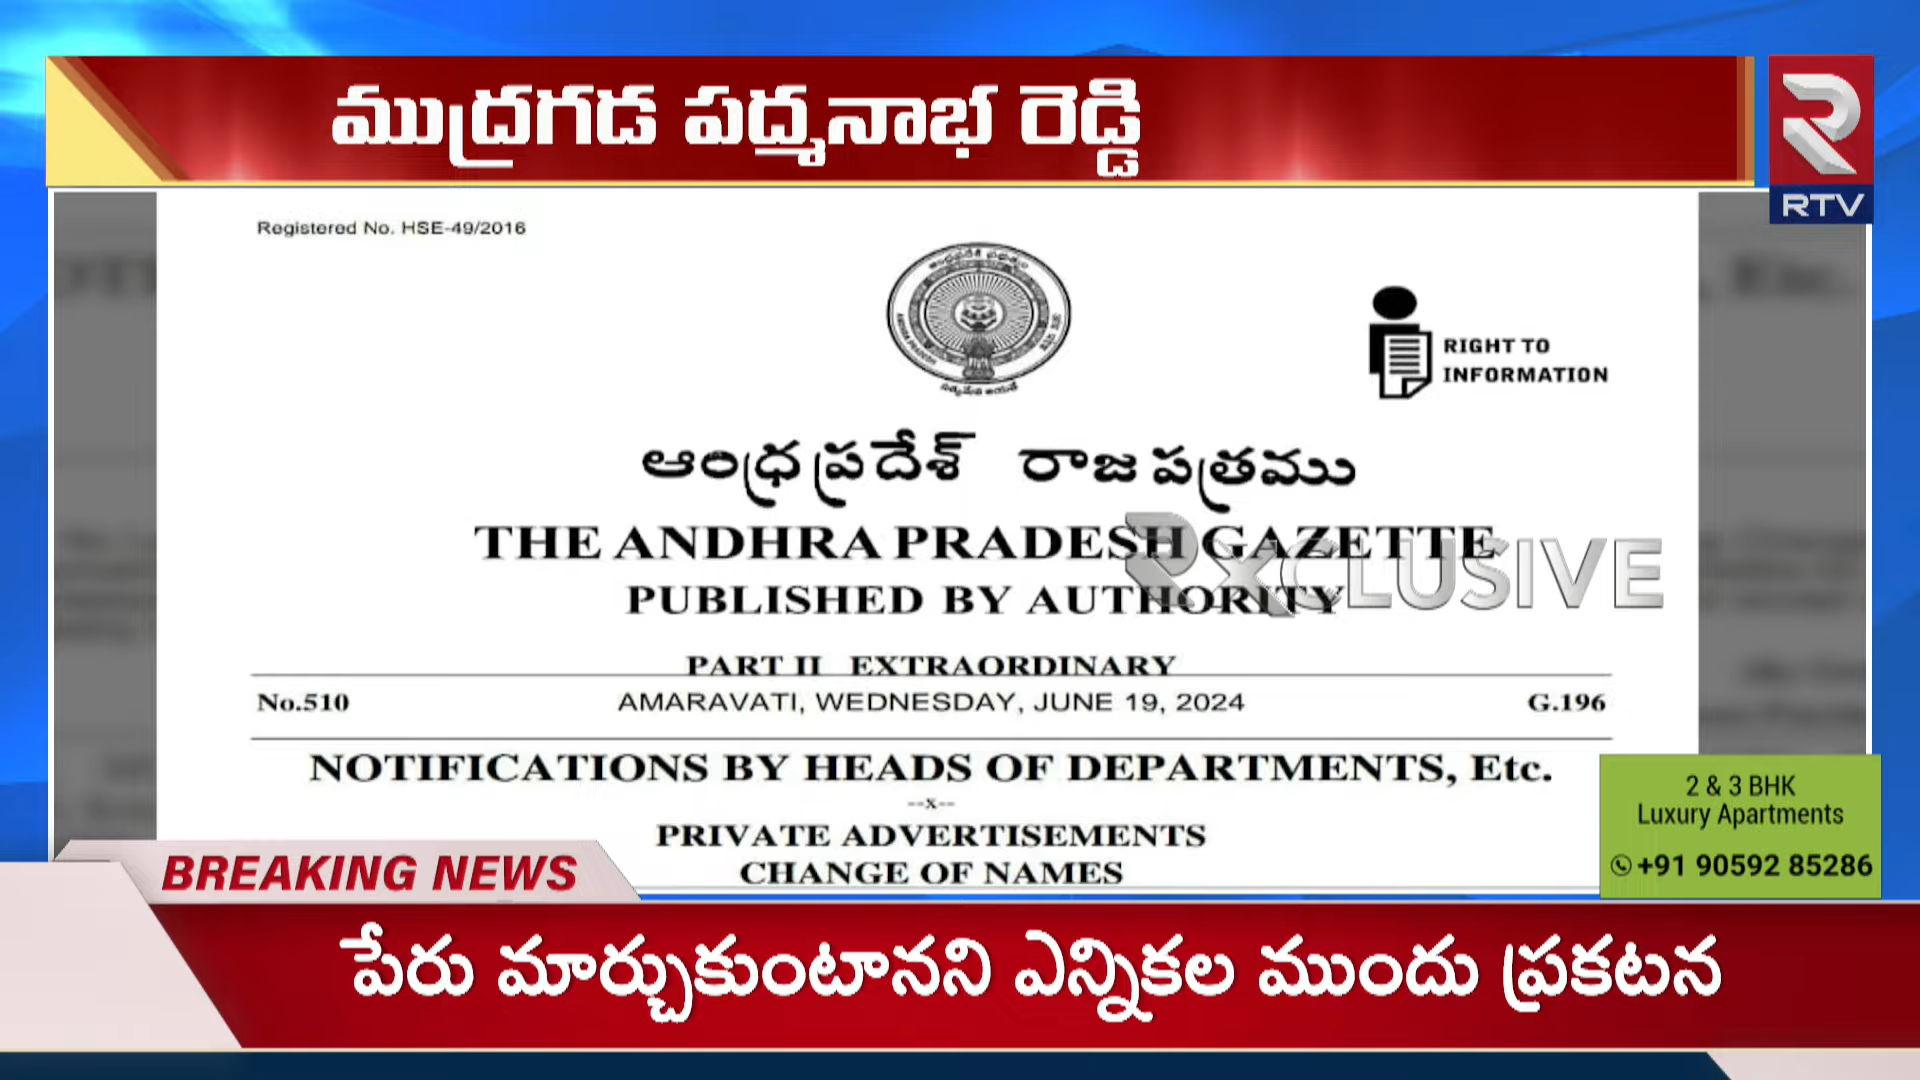 ముద్రగడ పద్మనాభ రెడ్డి
RTV
Registered No. HSE-49/2016
RIGHT TO
INFORMATION
ఆంధ్రప్రదేశ్ రాజపత్రము
THE ANDHRA PRADESH GAZETTE
EXCLUSIVE
PUBLISHED BY AUTHORITY
PART II EXTRAORDINARY
No.510 AMARAVATI, WEDNESDAY, JUNE 19, 2024 G.196
NOTIFICATIONS BY HEADS OF DEPARTMENTS, Etc.
--x--
PRIVATE ADVERTISEMENTS
CHANGE OF NAMES
2 & 3 BHK
Luxury Apartments
+91 90592 85286
BREAKING NEWS
పేరు మార్చుకుంటానని ఎన్నికల ముందు ప్రకటన